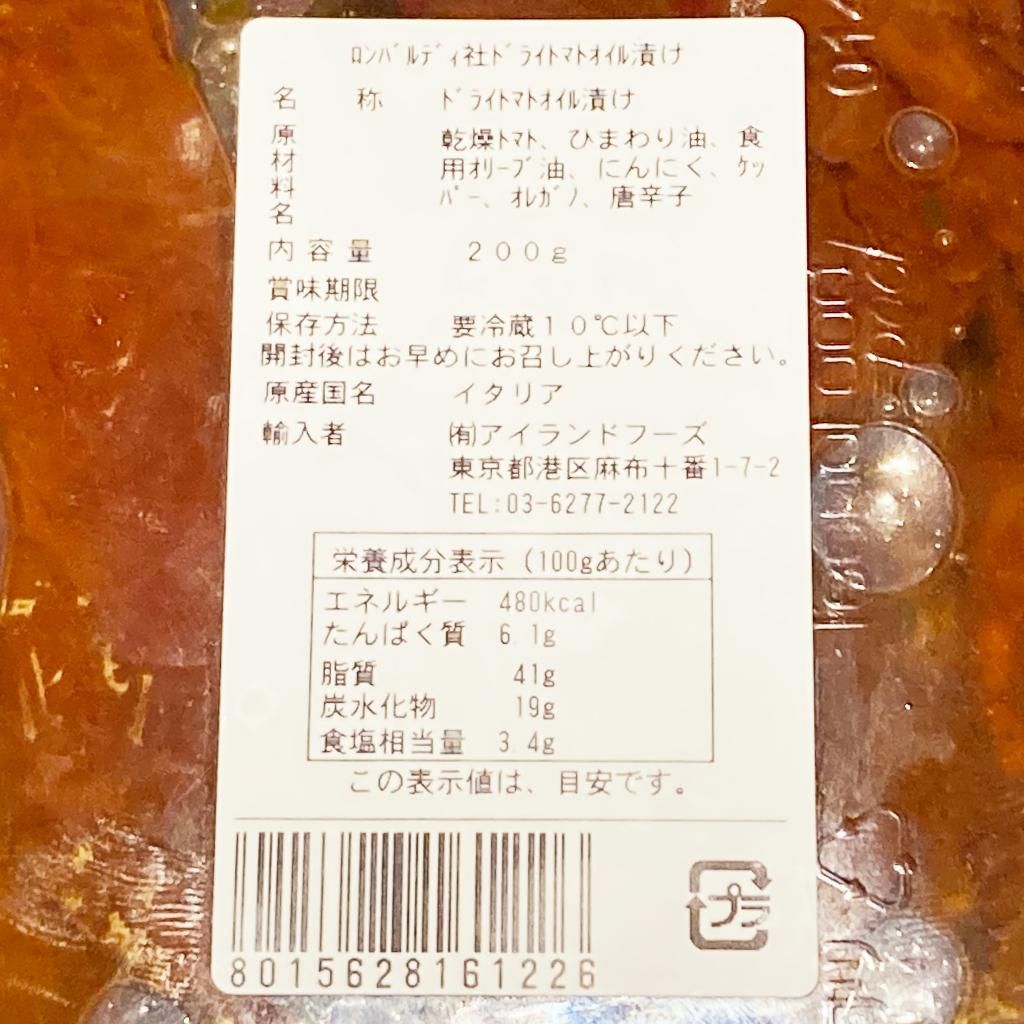 ロンバルディ社ドライトマトオイル漬け
名 称 ドライトマトオイル漬け
原材料名 乾燥トマト、ひまわり油、食
用オリーブ油、にんにく、ケッ
パー、オレガノ、唐辛子
内容量 200g
賞味期限
保存方法 要冷蔵10℃以下
開封後はお早めにお召し上がりください。
原産国名 イタリア
輸入者 ㈲アイランドフーズ
東京都港区麻布十番1-7-2
TEL:03-6277-2122
栄養成分表示(100gあたり)
エネルギー 480kcal
たんぱく質 6.1g
脂質 41g
炭水化物 19g
食塩相当量 3.4g
この表示値は、目安です。
8015628161226
プラ